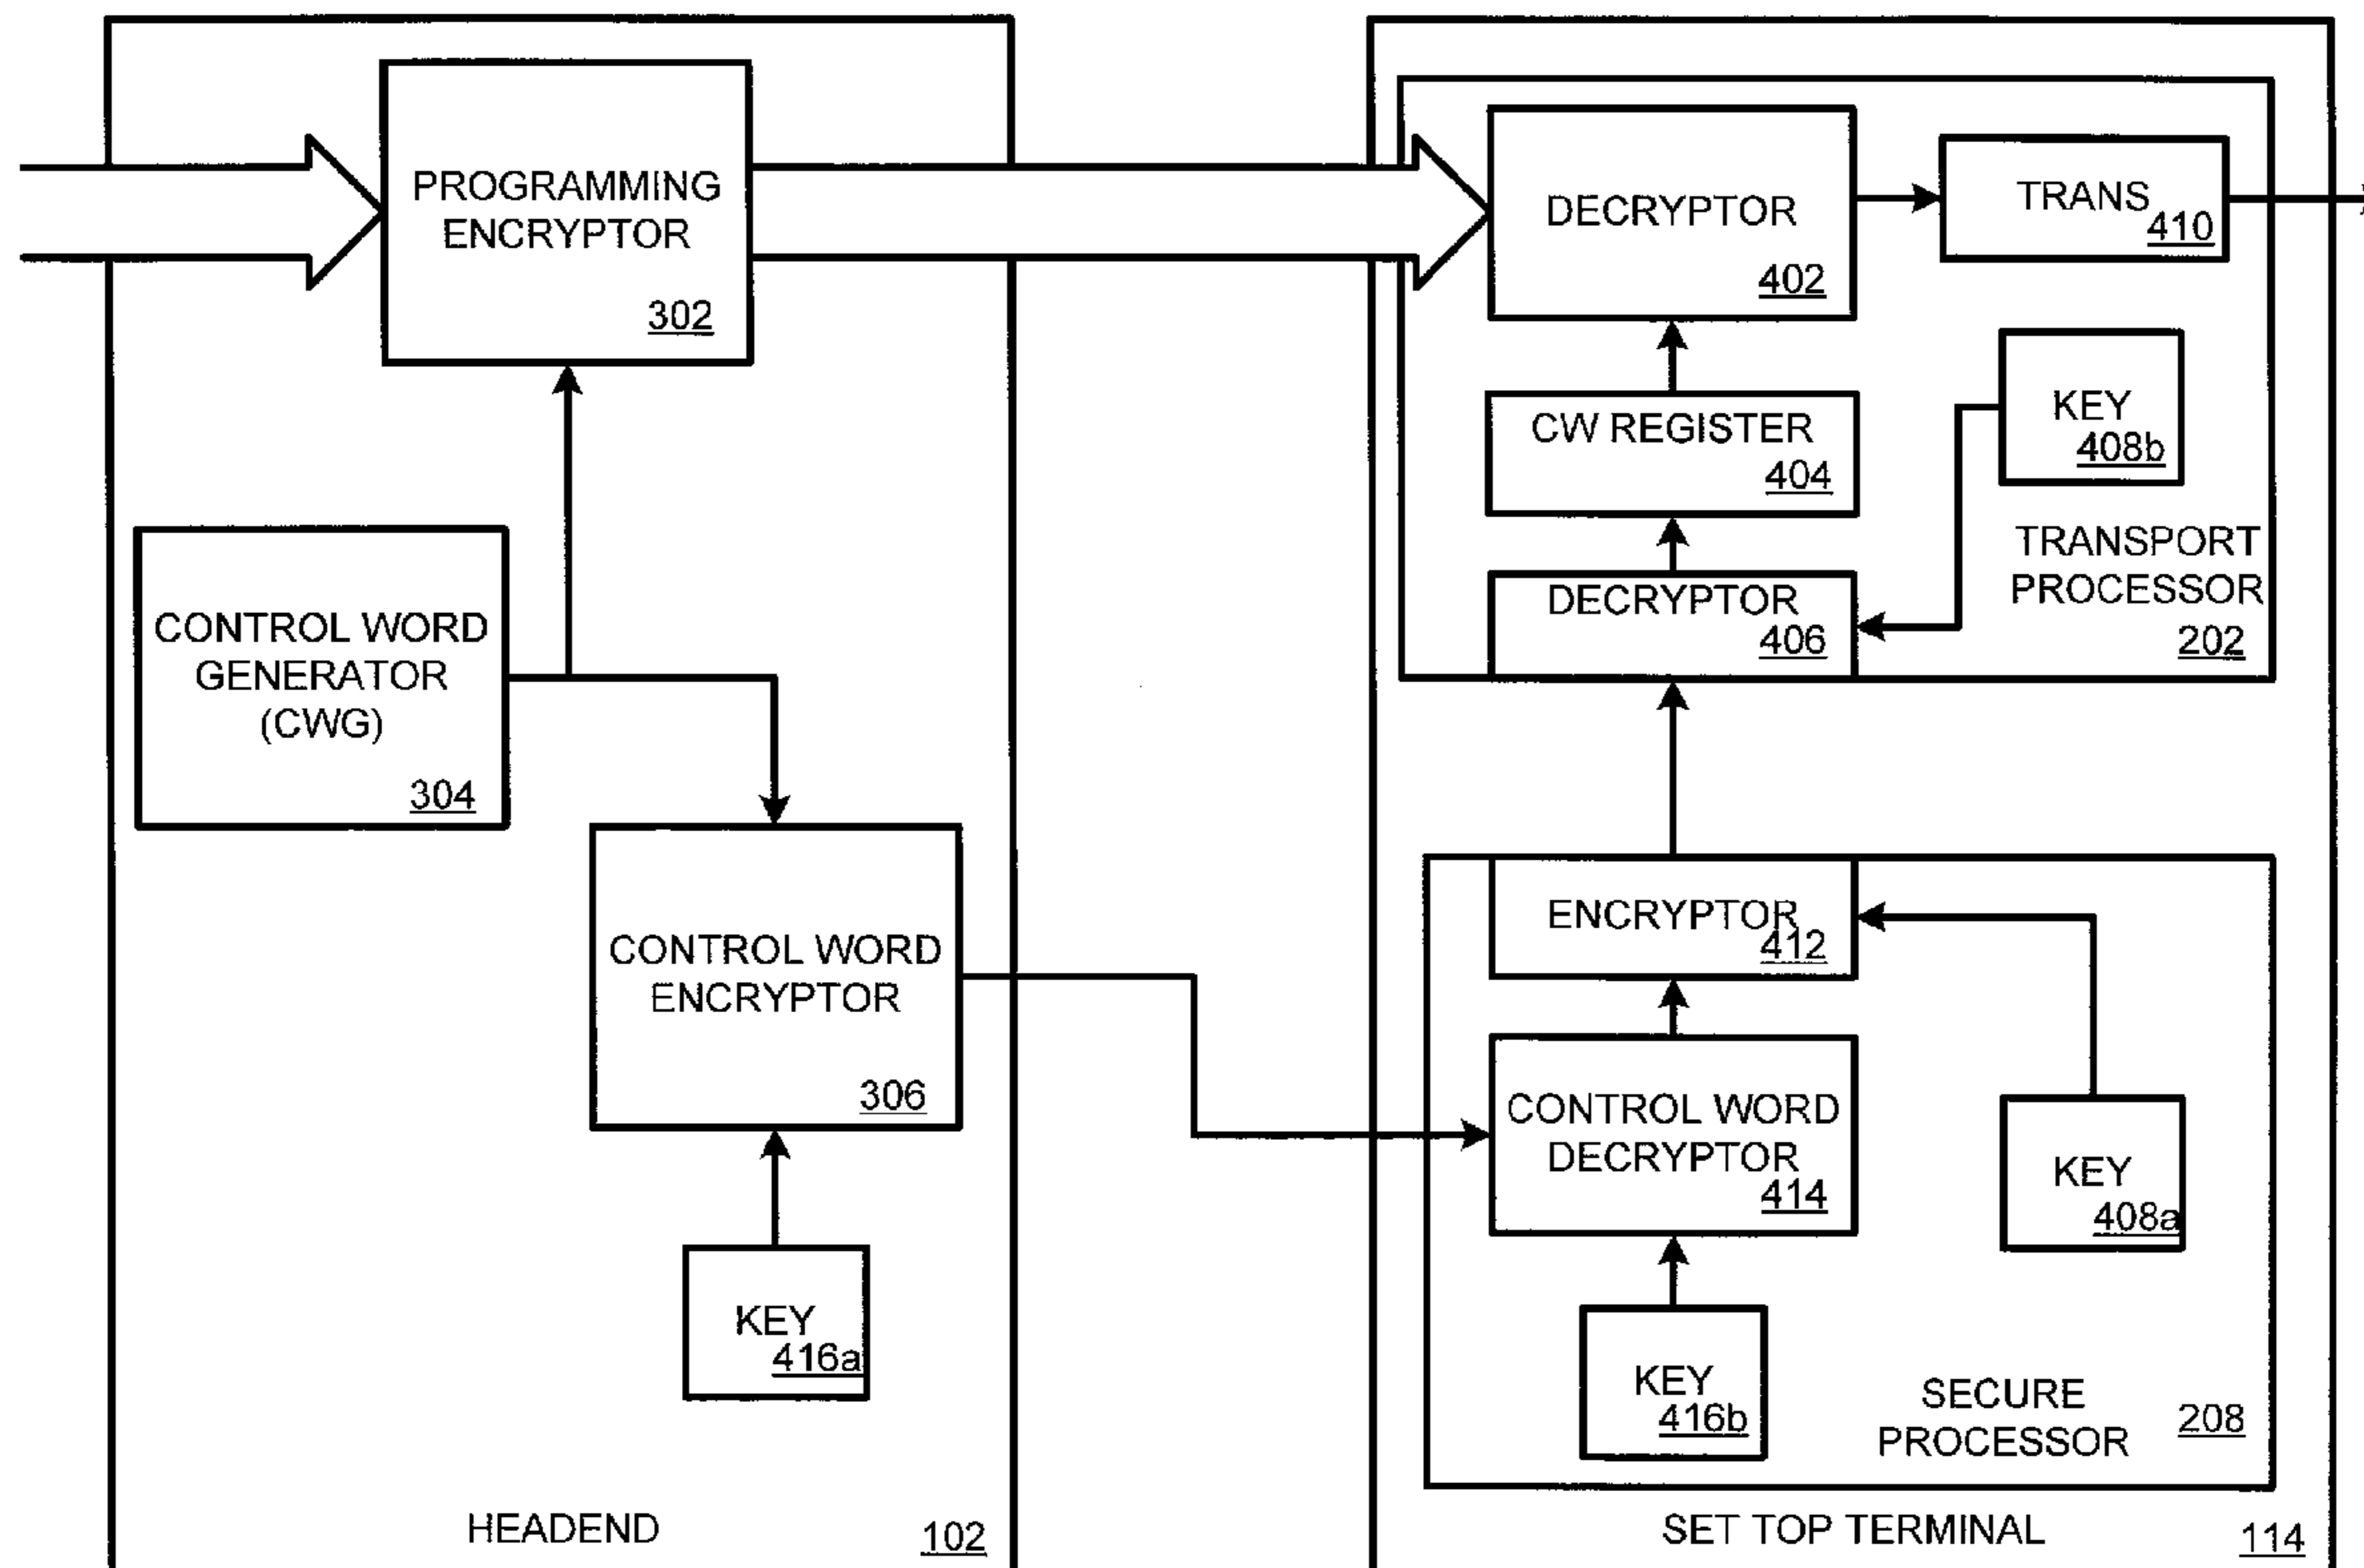 PROGRAMMING
ENCRYPTOR
302
CONTROL WORD
GENERATOR
(CWG)
304
CONTROL WORD
ENCRYPTOR
306
KEY
416a
HEADEND
102
DECRYPTOR
402
TRANS
410
CW REGISTER
404
KEY
408b
DECRYPTOR
406
TRANSPORT
PROCESSOR
202
ENCRYPTOR
412
CONTROL WORD
DECRYPTOR
414
KEY
408a
KEY
416b
SECURE
PROCESSOR
208
SET TOP TERMINAL
114